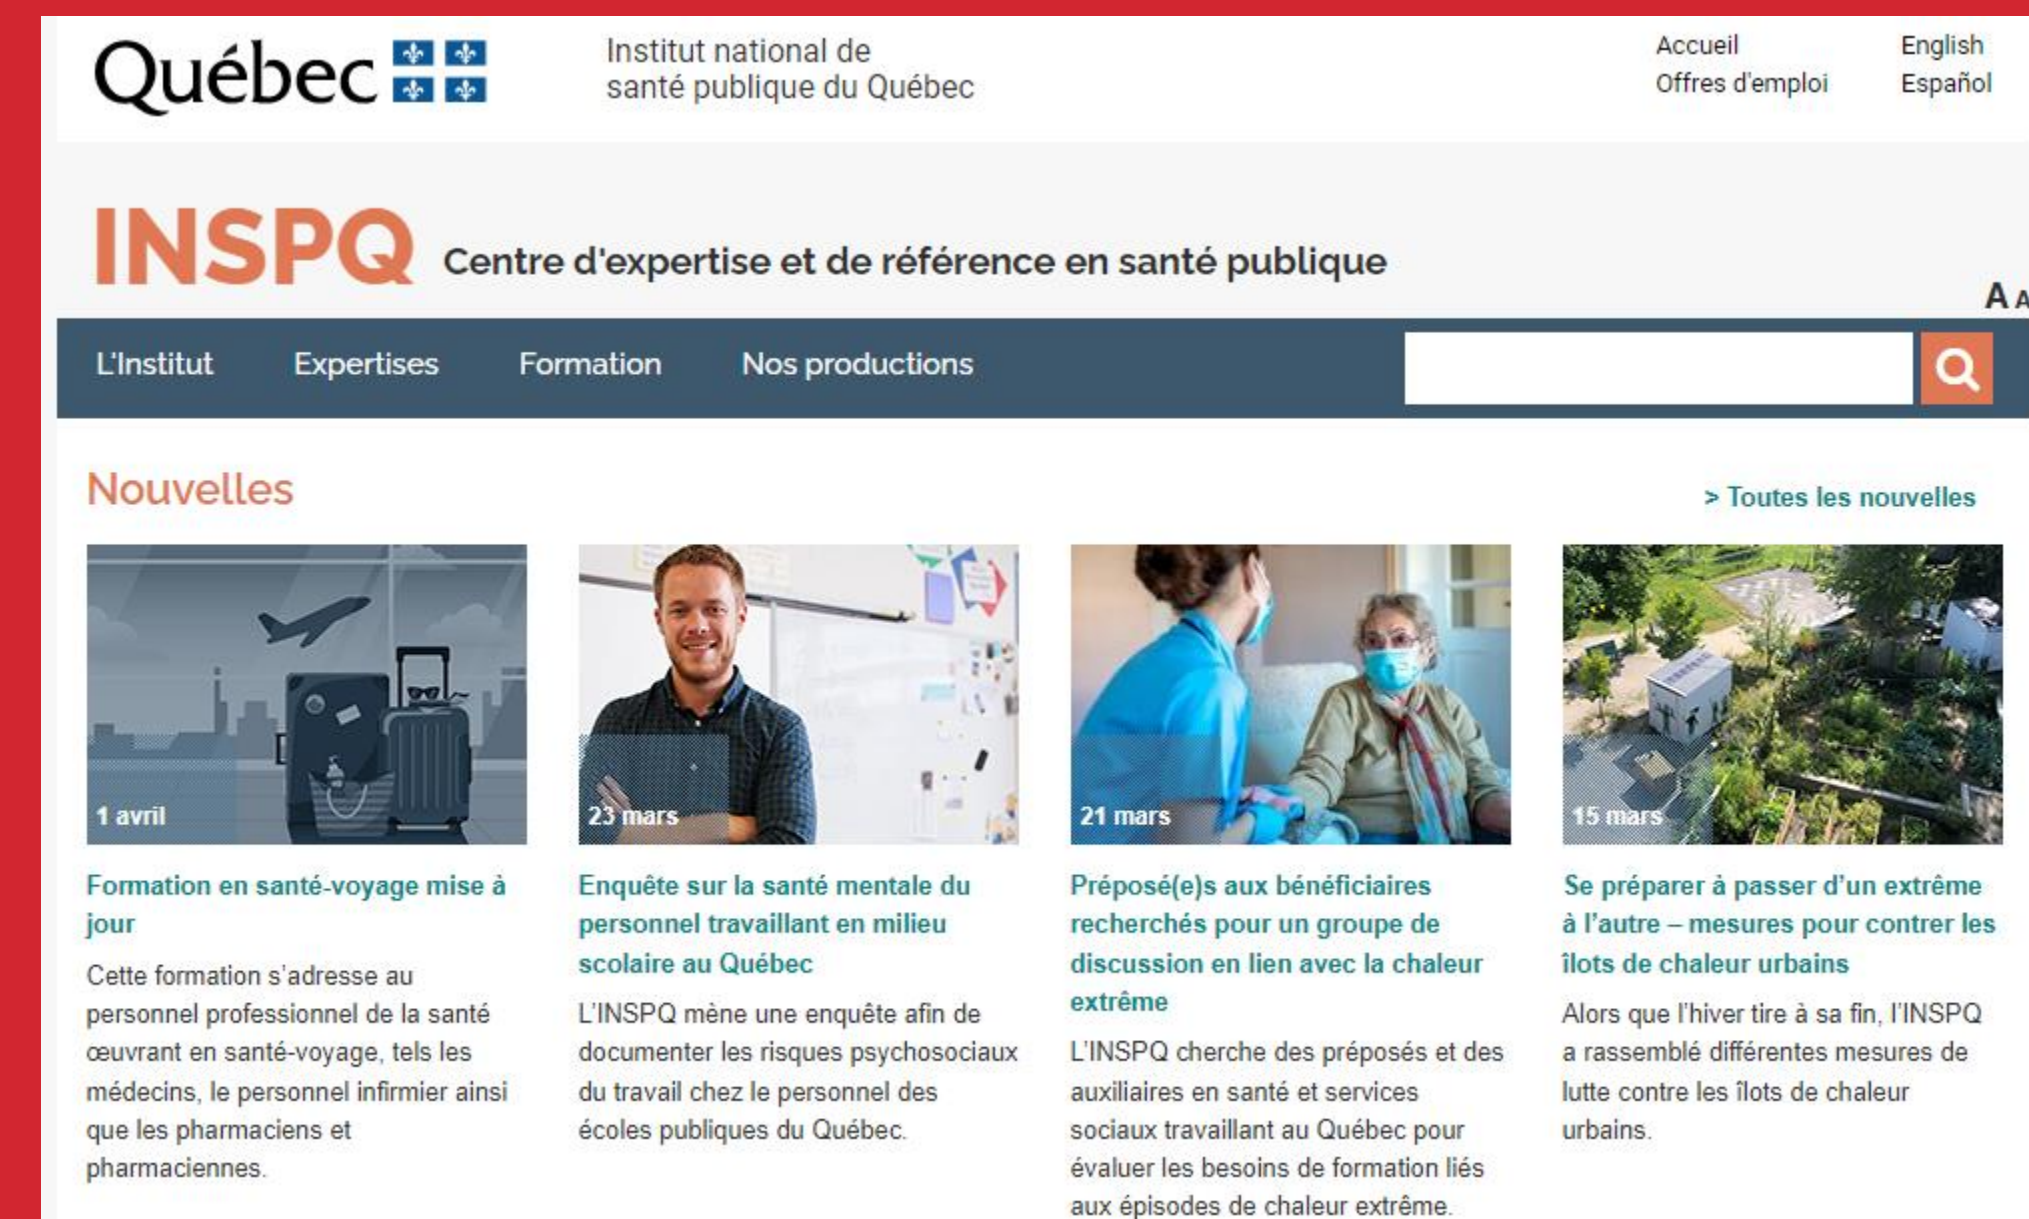 Québec
Institut national de
santé publique du Québec
Accueil
Offres d'emploi
English
Español
INSPQ
Centre d'expertise et de référence en santé publique
A A
L'Institut
Expertises
Formation
Nos productions
Nouvelles
> Toutes les nouvelles
1 avril
Formation en santé-voyage mise à
jour
Cette formation s’adresse au
personnel professionnel de la santé
œuvrant en santé-voyage, tels les
médecins, le personnel infirmier ainsi
que les pharmaciens et
pharmaciennes.
23 mars
Enquête sur la santé mentale du
personnel travaillant en milieu
scolaire au Québec
L’INSPQ mène une enquête afin de
documenter les risques psychosociaux
du travail chez le personnel des
écoles publiques du Québec.
21 mars
Préposé(e)s aux bénéficiaires
recherchés pour un groupe de
discussion en lien avec la chaleur
extrême
L’INSPQ cherche des préposés et des
auxiliaires en santé et services
sociaux travaillant au Québec pour
évaluer les besoins de formation liés
aux épisodes de chaleur extrême.
15 mars
Se préparer à passer d’un extrême
à l’autre – mesures pour contrer les
îlots de chaleur urbains
Alors que l’hiver tire à sa fin, l’INSPQ
a rassemblé différentes mesures de
lutte contre les îlots de chaleur
urbains.